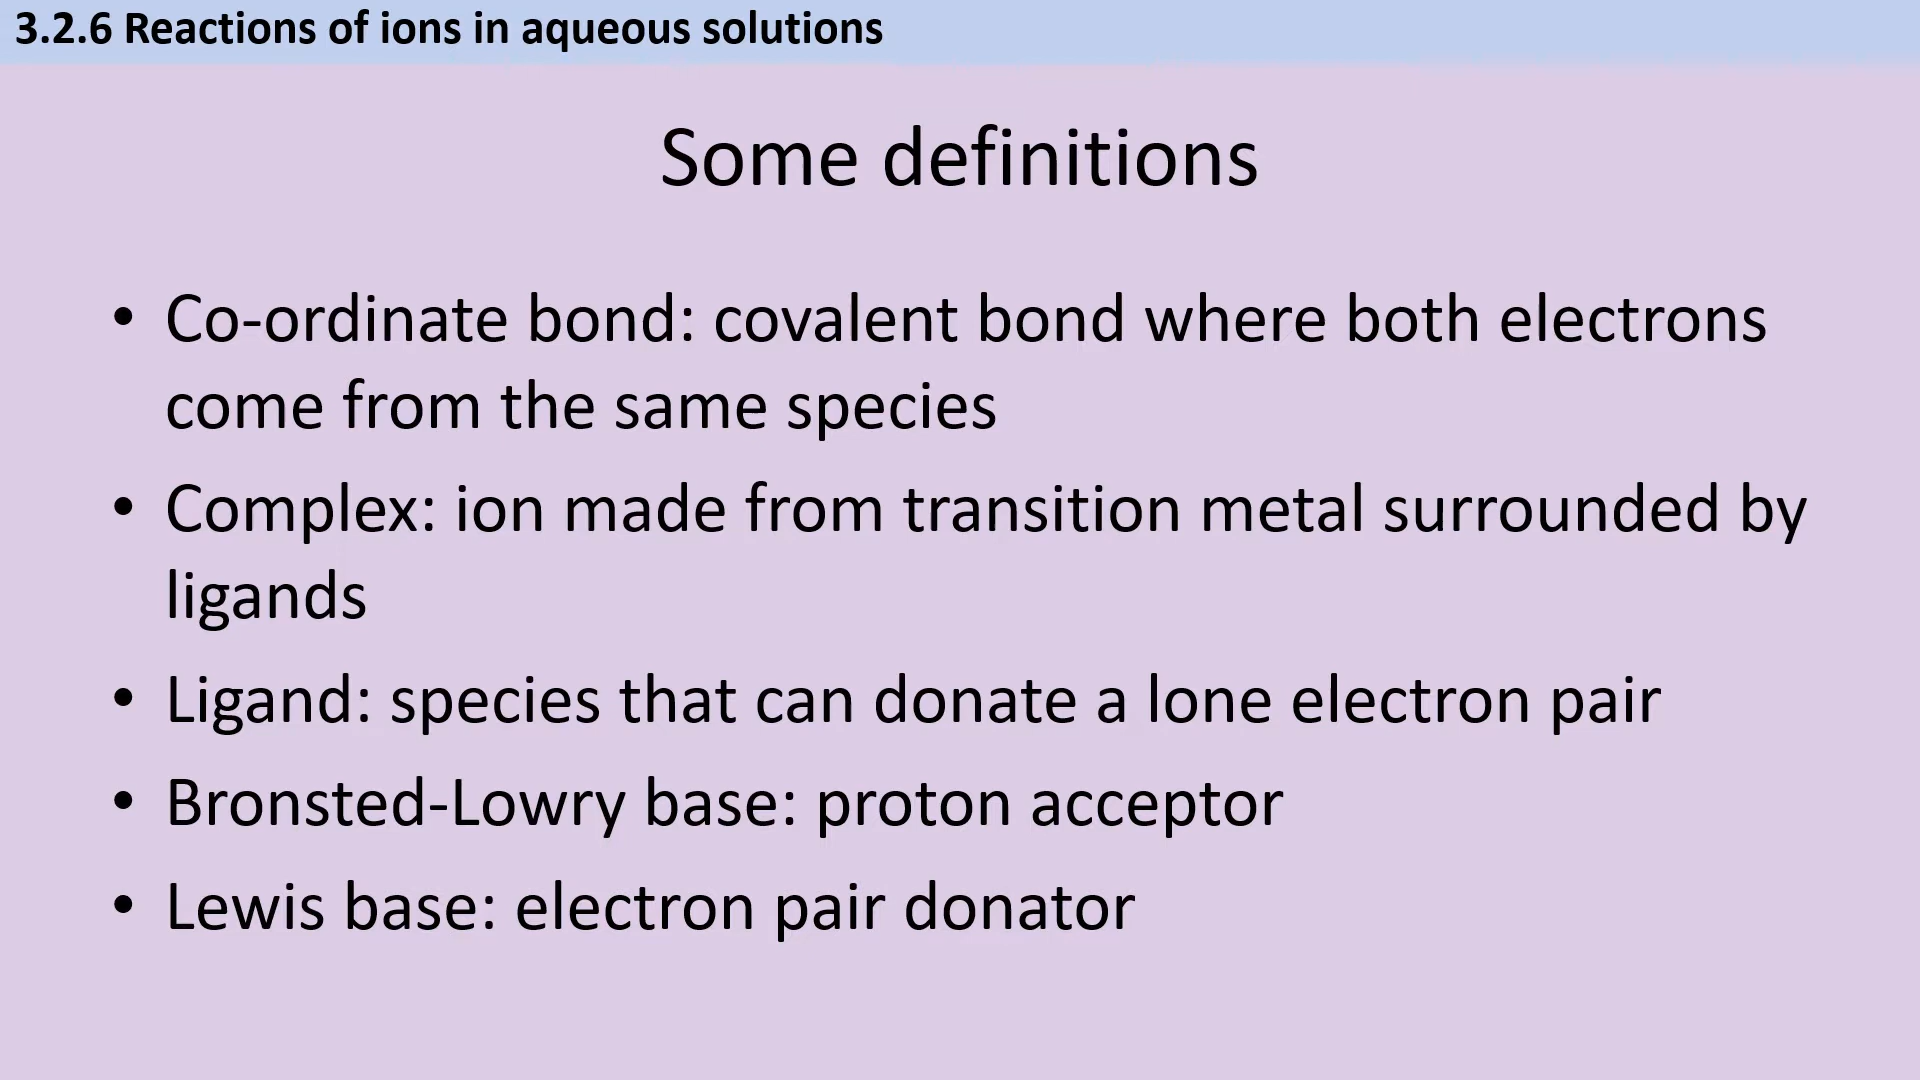 3.2.6 Reactions of ions in aqueous solutions
Some definitions
• Co-ordinate bond: covalent bond where both electrons
come from the same species
• Complex: ion made from transition metal surrounded by
ligands
• Ligand: species that can donate a lone electron pair
• Bronsted-Lowry base: proton acceptor
• Lewis base: electron pair donator